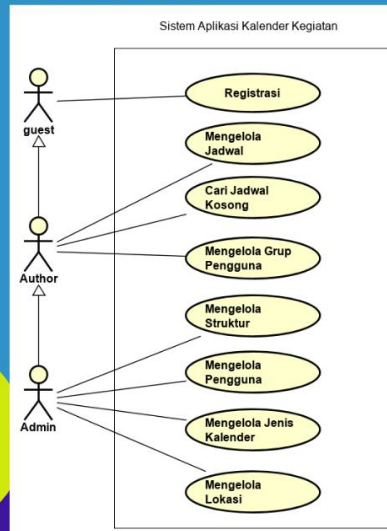 Sistem Aplikasi Kalender Kegiatan
guest
Registrasi
Mengelola
Jadwal
Cari Jadwal
Kosong
Author
Mengelola Grup
Pengguna
Mengelola
Struktur
Mengelola
Pengguna
Admin
Mengelola Jenis
Kalender
Mengelola
Lokasi